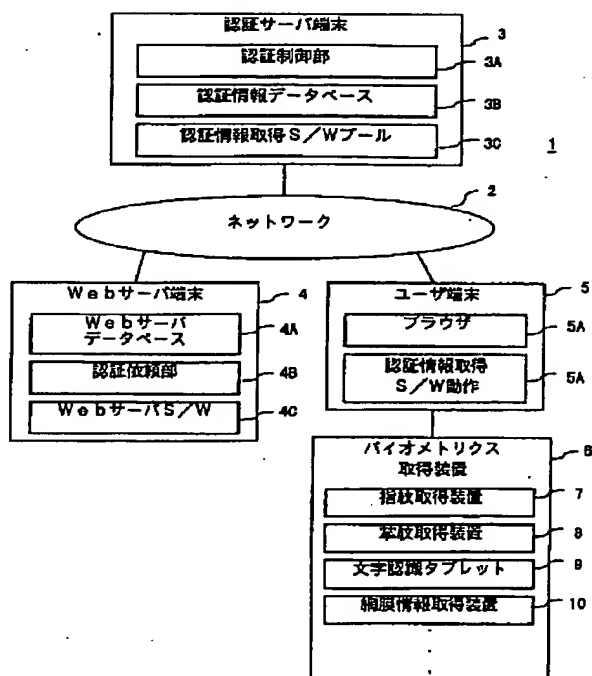 認証サーバ端末
3
認証制御部
3A
認証情報データベース
3B
認証情報取得S/Wプール
3C
1
2
ネットワーク
Webサーバ端末
4
Webサーバ
データベース
4A
認証依頼部
4B
WebサーバS/W
4C
ユーザ端末
5
ブラウザ
5A
認証情報取得
S/W動作
5A
バイオメトリクス
取得装置
6
指紋取得装置
7
掌紋取得装置
8
文字認識タブレット
9
網膜情報取得装置
10